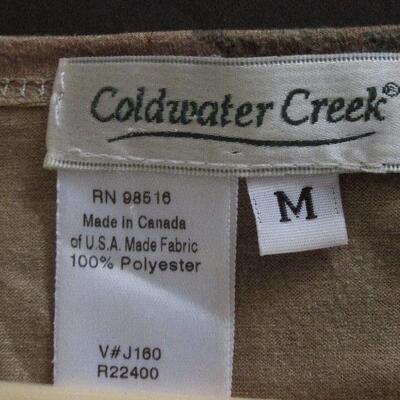 Coldwater Creek®
RN 98516
Made in Canada
of U.S.A. Made Fabric
100% Polyester
M
V#J160
R22400